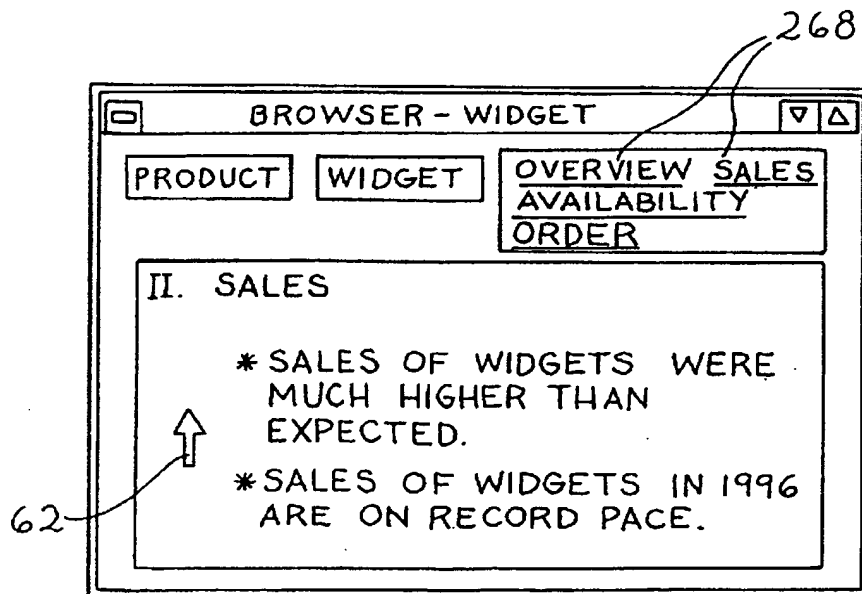 268
BROWSER - WIDGET
PRODUCT WIDGET OVERVIEW SALES
AVAILABILITY
ORDER
II. SALES
* SALES OF WIDGETS WERE
MUCH HIGHER THAN
EXPECTED.
* SALES OF WIDGETS IN 1996
ARE ON RECORD PACE.
62